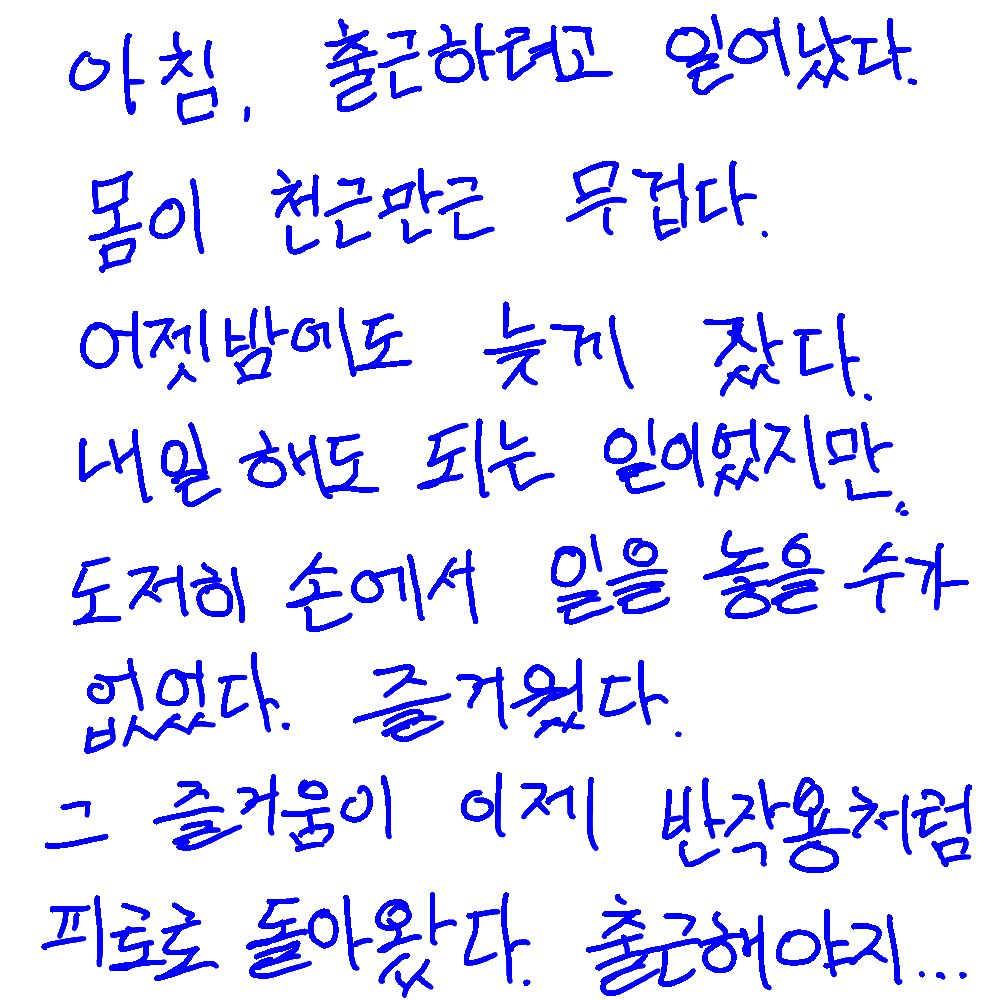 아침, 출근하려고 일어났다.
몸이 천근만근 무겁다.
어젯밤에도 늦게 잤다.
내일 해도 되는 일이었지만,
도저히 손에서 일을 놓을 수가
없었다. 즐거웠다.
그 즐거움이 이제 반작용처럼
피로로 돌아왔다. 출근해야지...